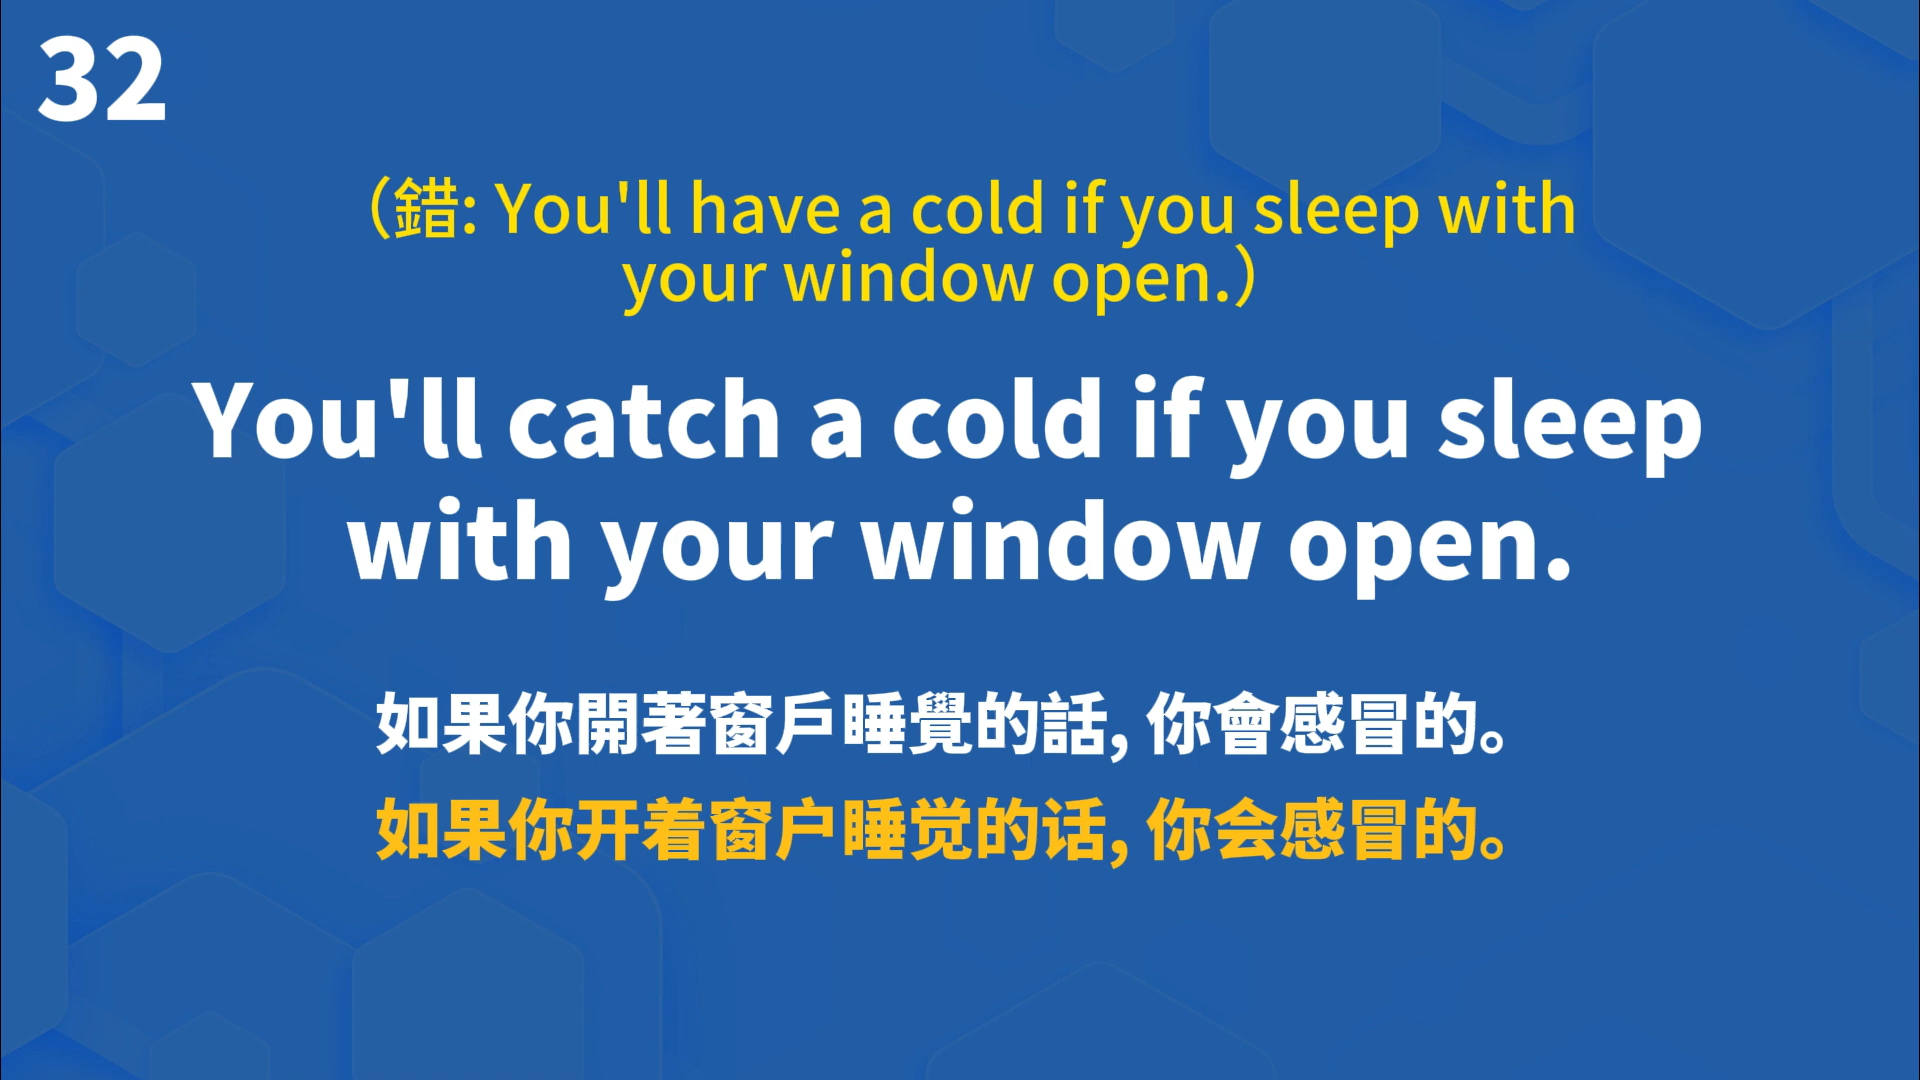 32
（錯: You'll have a cold if you sleep with
your window open.）
You'll catch a cold if you sleep
with your window open.
如果你開著窗戶睡覺的話, 你會感冒的。
如果你开着窗户睡觉的话, 你会感冒的。